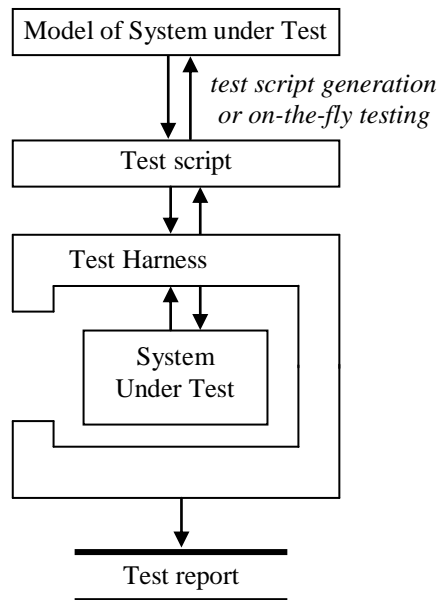 Model of System under Test
test script generation
or on-the-fly testing
Test script
Test Harness
System
Under Test
Test report